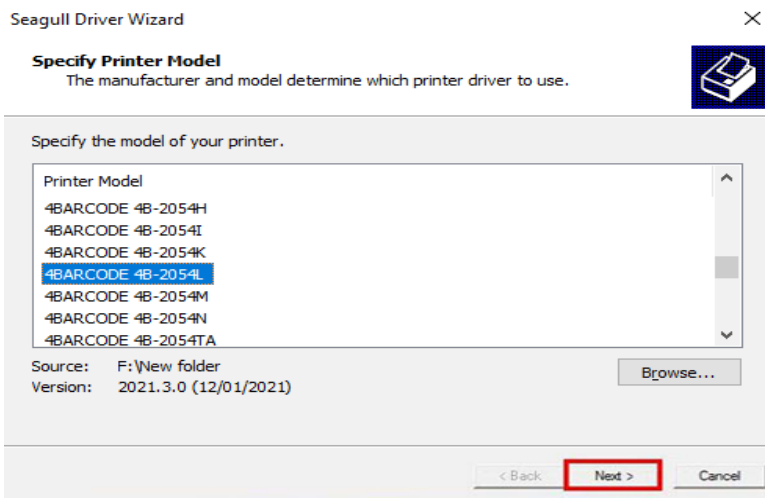 Seagull Driver Wizard
Specify Printer Model
The manufacturer and model determine which printer driver to use.
Specify the model of your printer.
Printer Model
4BARCODE 4B-2054H
4BARCODE 4B-2054I
4BARCODE 4B-2054K
4BARCODE 4B-2054L
4BARCODE 4B-2054M
4BARCODE 4B-2054N
4BARCODE 4B-2054TA
Source: F:\New folder
Browse...
Version: 2021.3.0 (12/01/2021)
< Back Next > Cancel